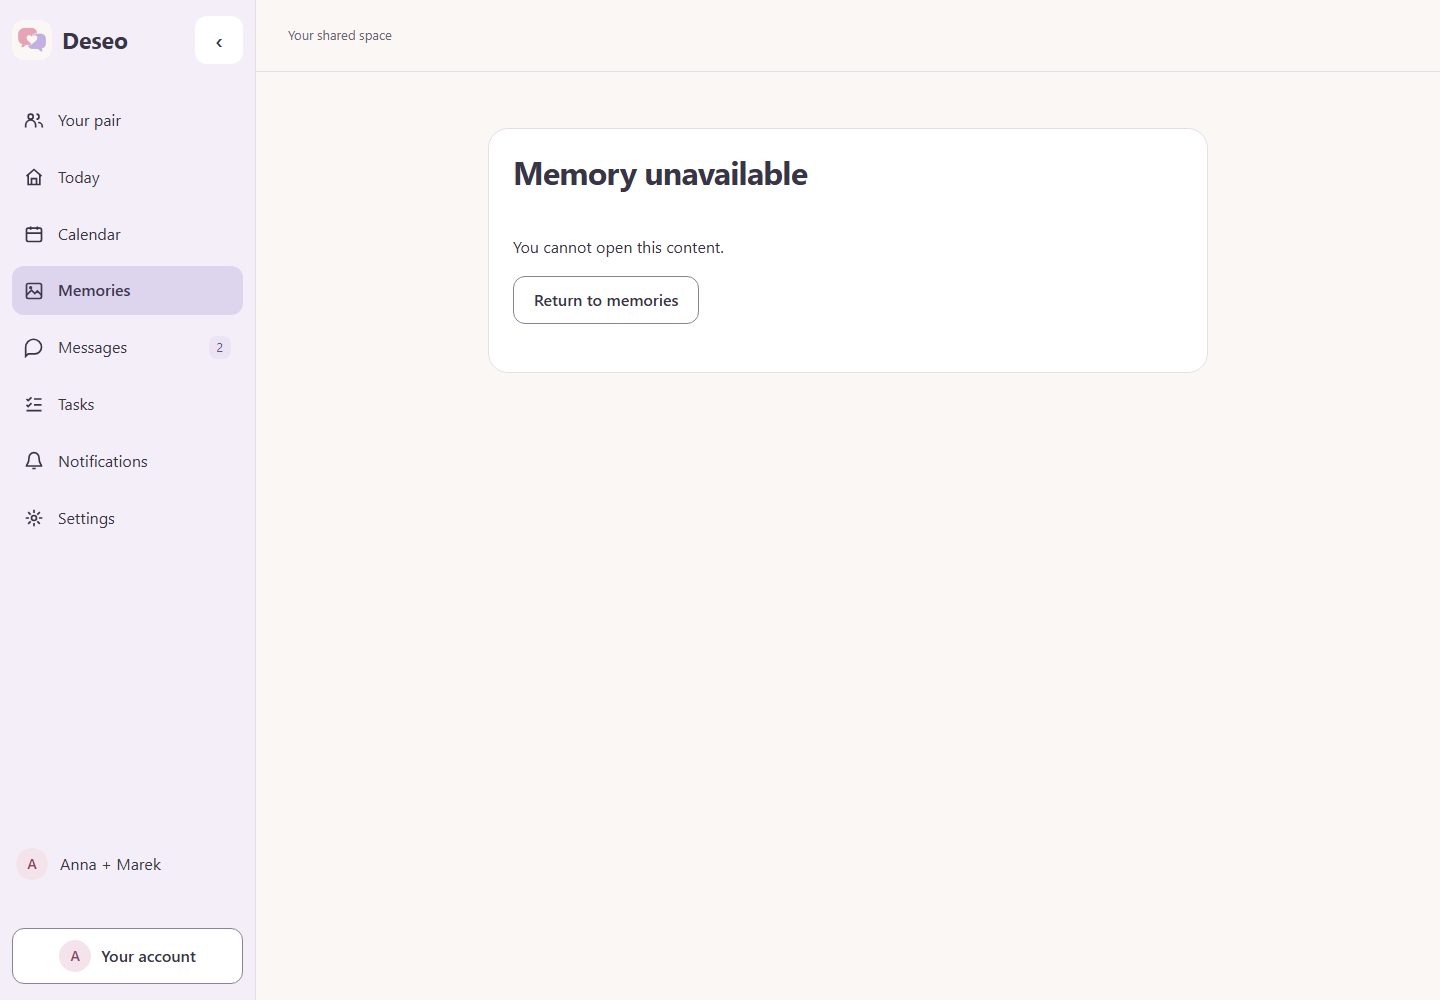 Deseo
‹
Your shared space
Your pair
Today
Calendar
Memories
Messages 2
Tasks
Notifications
Settings
Memory unavailable
You cannot open this content.
Return to memories
A Anna + Marek
A Your account